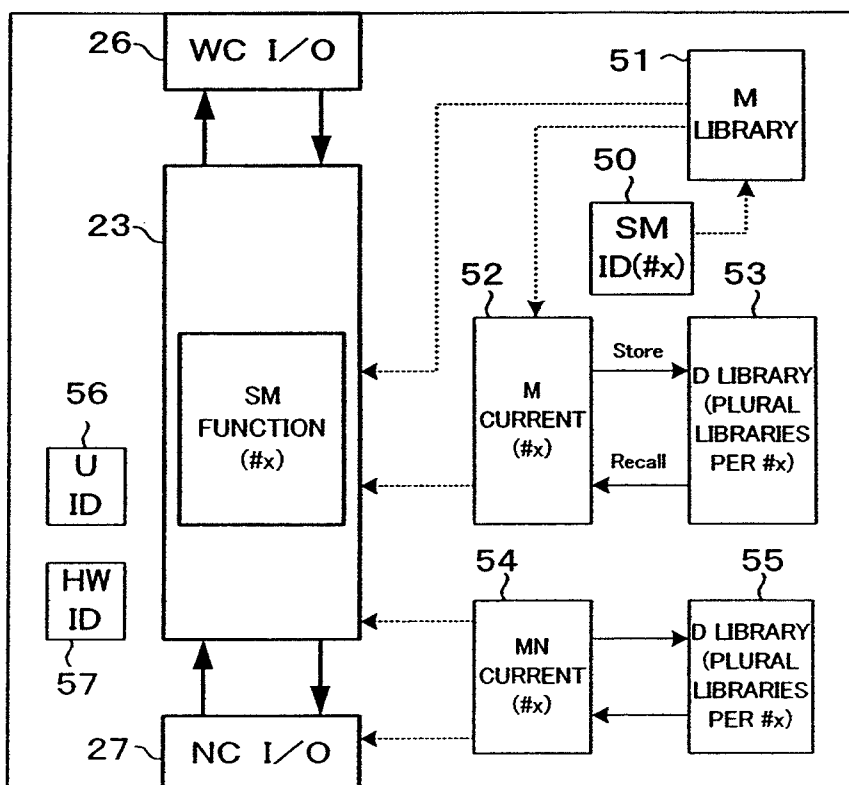 26
WC I/O
51
M
LIBRARY
50
SM
ID(#x)
23
52
53
SM
FUNCTION
(#x)
M
CURRENT
(#x)
Store
Recall
D LIBRARY
(PLURAL
LIBRARIES
PER #x)
56
U
ID
HW
ID
57
54
55
MN
CURRENT
(#x)
D LIBRARY
(PLURAL
LIBRARIES
PER #x)
27
NC I/O